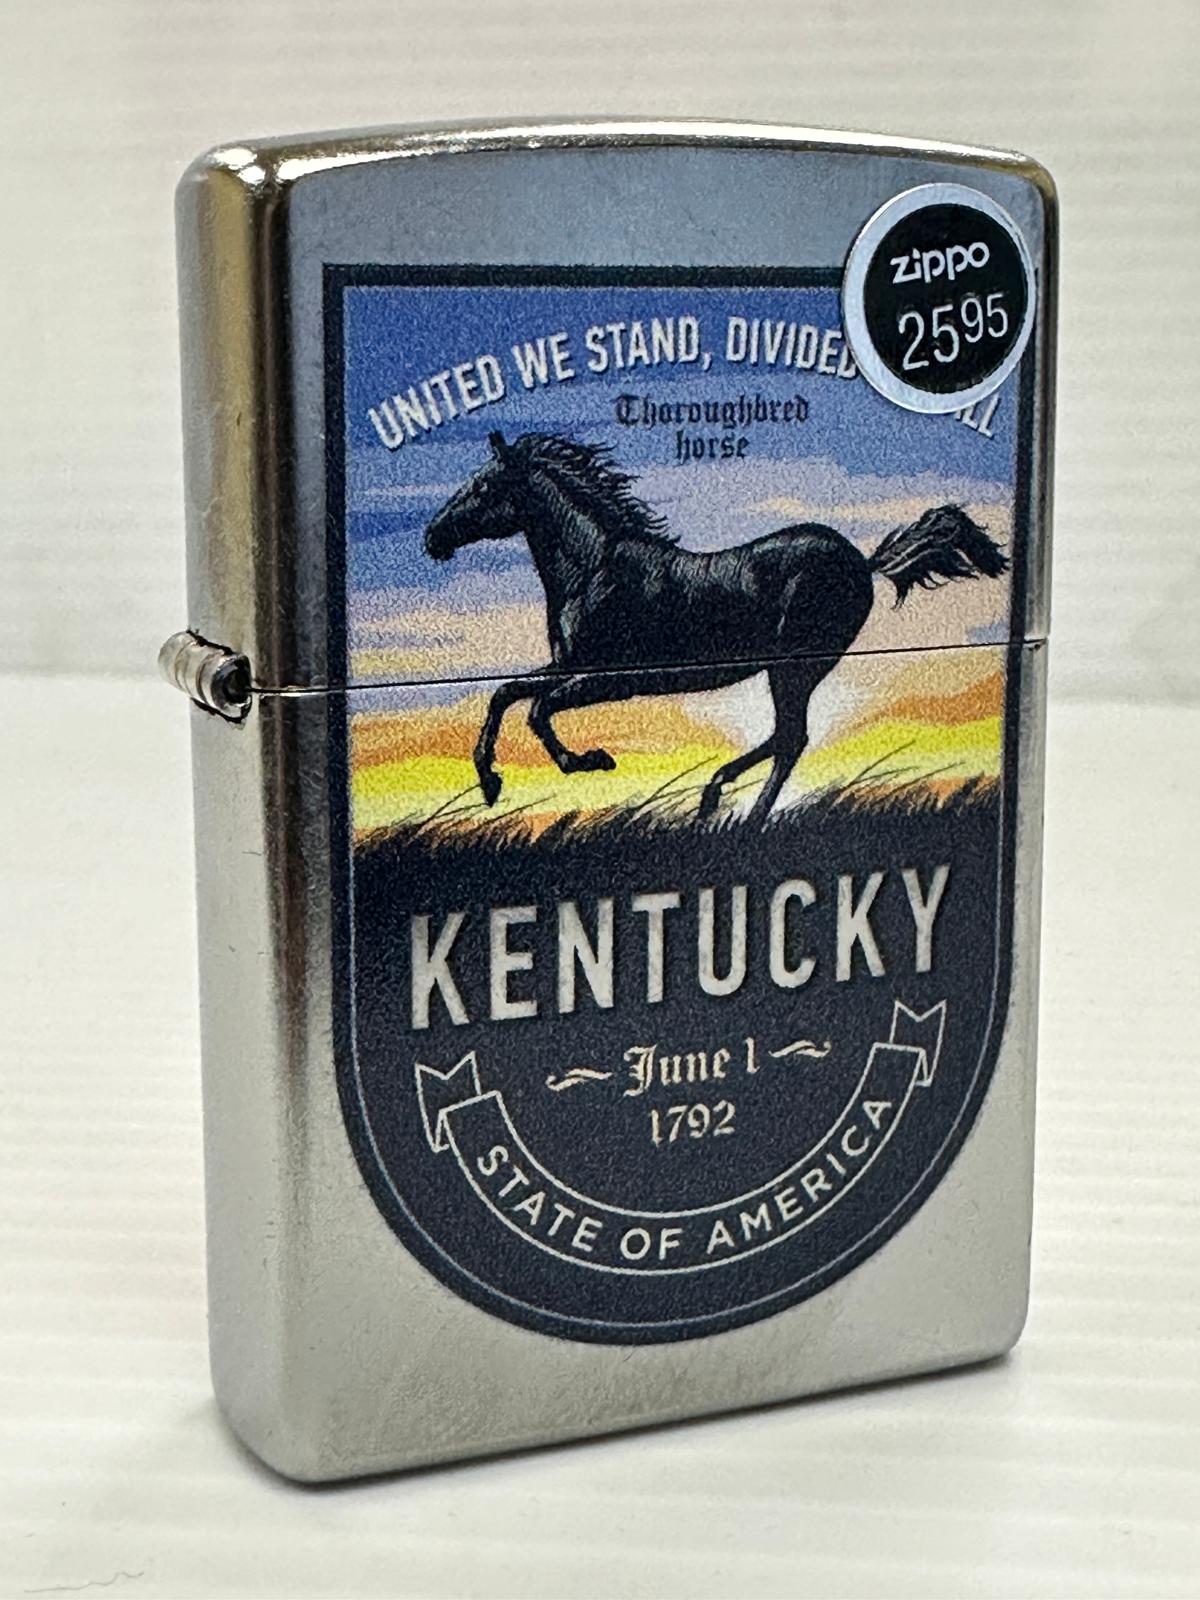 zippo
25⁹⁵
UNITED WE STAND, DIVIDED
Thoroughbred
horse
KENTUCKY
June 1
1792
STATE OF AMERICA